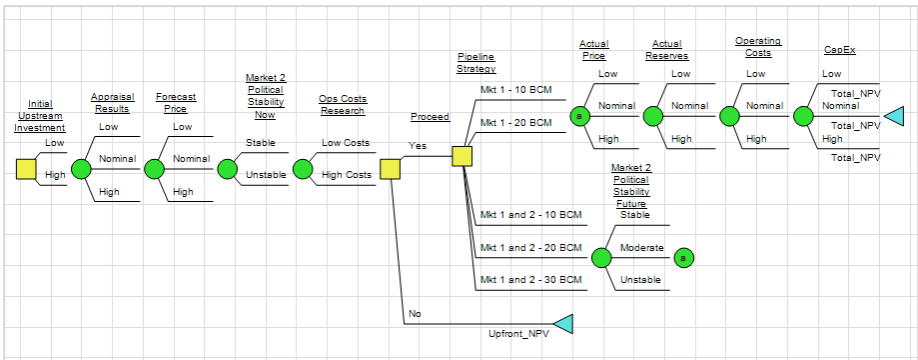 Initial
Upstream
Investment
Low
High
Appraisal
Results
Low
Nominal
High
Forecast
Price
Low
Nominal
High
Market 2
Political
Stability
Now
Stable
Unstable
Ops Costs
Research
Low Costs
High Costs
Proceed
Yes
No
Upfront_NPV
Pipeline
Strategy
Mkt 1 - 10 BCM
Mkt 1 - 20 BCM
Mkt 1 and 2 - 10 BCM
Mkt 1 and 2 - 20 BCM
Mkt 1 and 2 - 30 BCM
Actual
Price
Low
Nominal
High
a
Actual
Reserves
Low
Nominal
High
Operating
Costs
Low
Nominal
High
CapEx
Low
Total_NPV
Nominal
Total_NPV
High
Total_NPV
Market 2
Political
Stability
Future
Stable
Moderate
Unstable
a